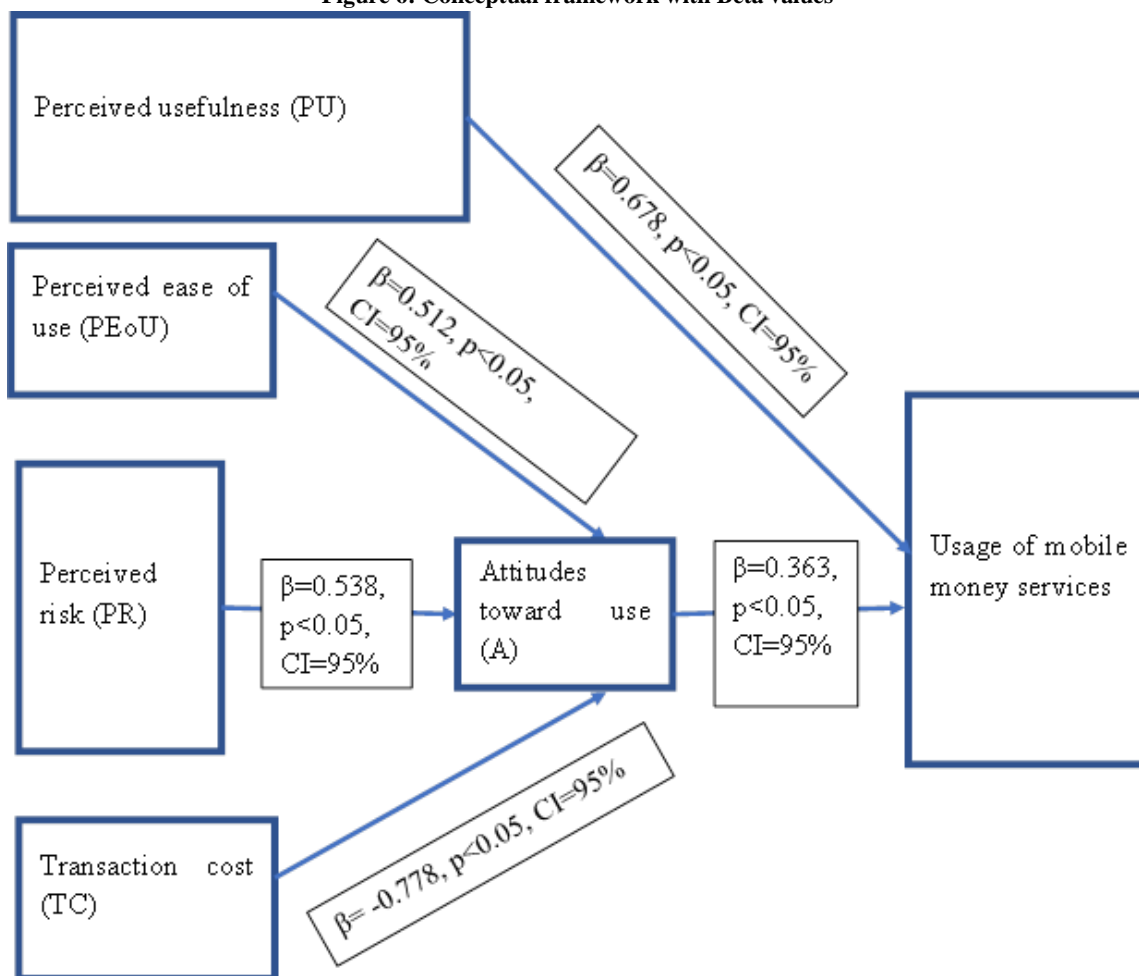 Figure 6: Conceptual framework with Beta values
Perceived usefulness (PU)
β=0.678, p<0.05, CI=95%
Perceived ease of
use (PEoU)
β=0.512, p<0.05,
CI=95%
Perceived
risk (PR)
β=0.538,
p<0.05,
CI=95%
Attitudes
toward use
(A)
β=0.363,
p<0.05,
CI=95%
Usage of mobile
money services
Transaction cost
(TC)
β= -0.778, p<0.05, CI=95%